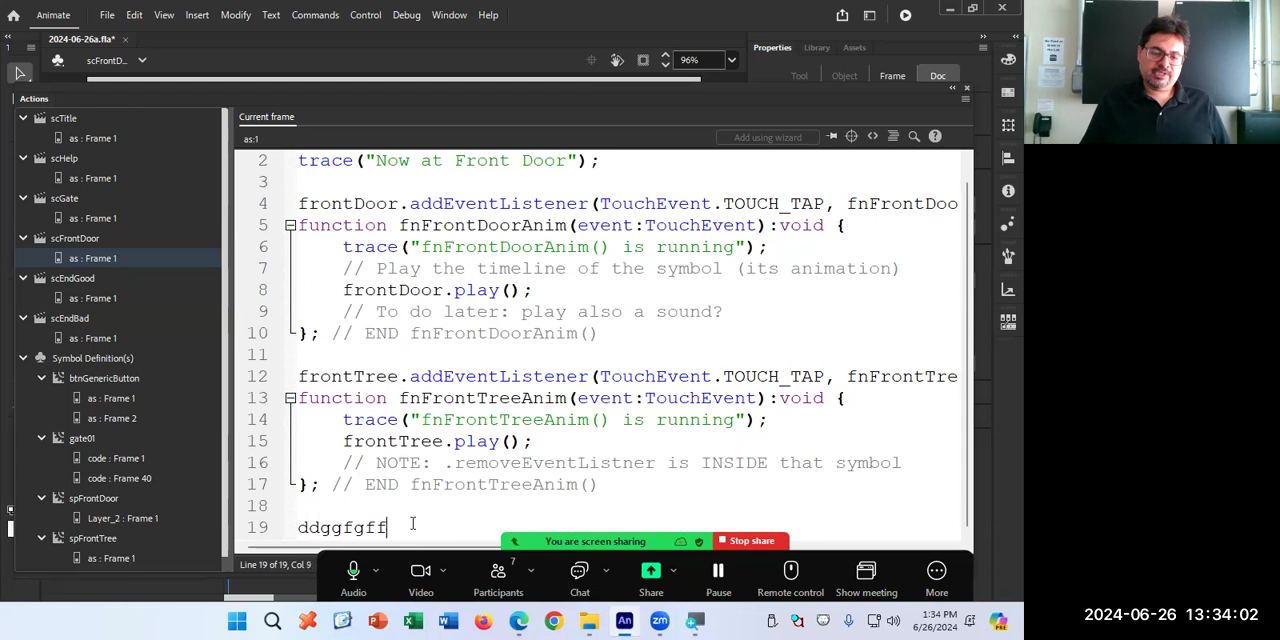 Animate File Edit View Insert Modify Text Commands Control Debug Window Help
2024-06-26a.fla* ×
scFrontD... 96%
Properties Library Assets
Tool Object Frame Doc
Actions
Current frame
as:1 Add using wizard
scTitle
as : Frame 1
scHelp
as : Frame 1
scGate
as : Frame 1
scFrontDoor
as : Frame 1
scEndGood
as : Frame 1
scEndBad
as : Frame 1
Symbol Definition(s)
btnGenericButton
as : Frame 1
as : Frame 2
gate01
code : Frame 1
code : Frame 40
spFrontDoor
Layer_2 : Frame 1
spFrontTree
as : Frame 1
2 trace("Now at Front Door");
3
4 frontDoor.addEventListener(TouchEvent.TOUCH_TAP, fnFrontDoo
5 function fnFrontDoorAnim(event:TouchEvent):void {
6 trace("fnFrontDoorAnim() is running");
7 // Play the timeline of the symbol (its animation)
8 frontDoor.play();
9 // To do later: play also a sound?
10 }; // END fnFrontDoorAnim()
11
12 frontTree.addEventListener(TouchEvent.TOUCH_TAP, fnFrontTre
13 function fnFrontTreeAnim(event:TouchEvent):void {
14 trace("fnFrontTreeAnim() is running");
15 frontTree.play();
16 // NOTE: .removeEventListner is INSIDE that symbol
17 }; // END fnFrontTreeAnim()
18
19 ddggfgff
You are screen sharing Stop share
Line 19 of 19, Col 9
7
Audio Video Participants Chat Share Pause Remote control Show meeting More
1:34 PM
6/26/2024
2024-06-26 13:34:02